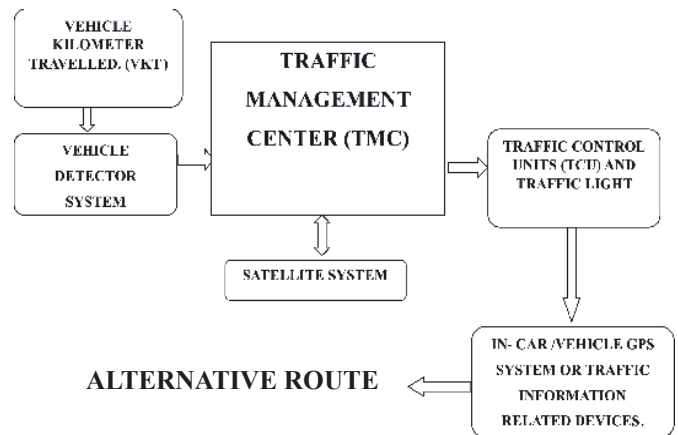 VEHICLE
KILOMETER
TRAVELLED. (VKT)
VEHICLE
DETECTOR
SYSTEM
TRAFFIC
MANAGEMENT
CENTER (TMC)
SATELLITE SYSTEM
TRAFFIC CONTROL
UNITS (TCU) AND
TRAFFIC LIGHT
IN- CAR /VEHICLE GPS
SYSTEM OR TRAFFIC
INFORMATION
RELATED DEVICES.
ALTERNATIVE ROUTE